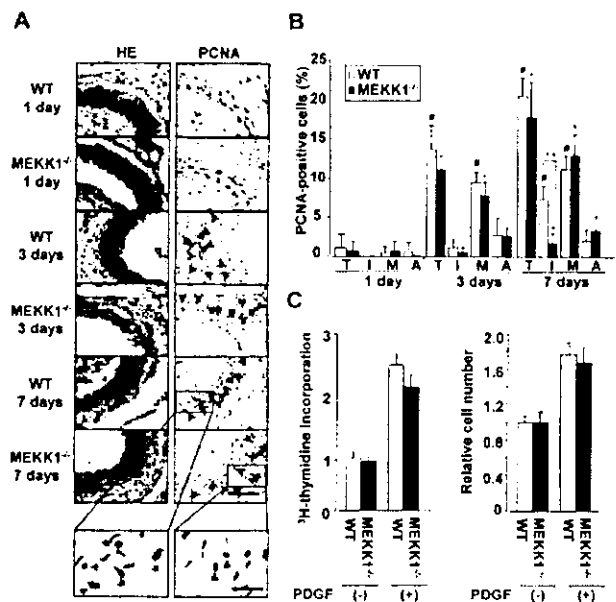 A
HE PCNA
WT
1 day
MEKK1-/-
1 day
WT
3 days
MEKK1-/-
3 days
WT
7 days
MEKK1-/-
7 days
B
PCNA-positive cells (%)
25
20
15
10
5
0
WT
MEKK1-/-
# # # # # #
T I M A T I M A T I M A
1 day 3 days 7 days
C
³H-thymidine incorporation
3
2
1
0
WT MEKK1-/- WT MEKK1-/-
PDGF (-) (+)
Relative cell number
2.0
1.6
1.2
0.8
0.4
0
WT MEKK1 WT MEKK1-/-
PDGF (-) (+)